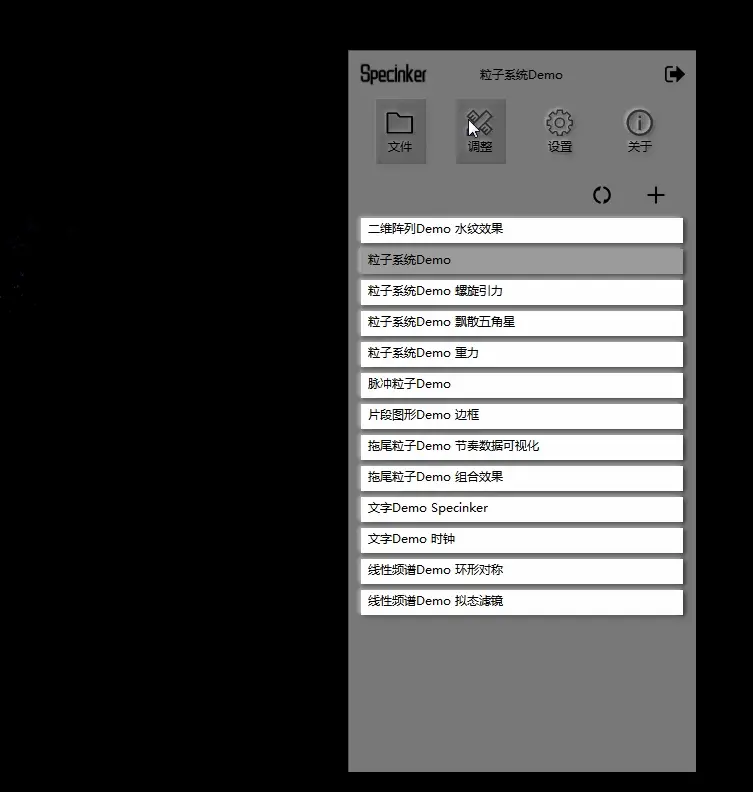 Specinker 粒子系统Demo
文件 调整 设置 关于
二维阵列Demo 水纹效果
粒子系统Demo
粒子系统Demo 螺旋引力
粒子系统Demo 飘散五角星
粒子系统Demo 重力
脉冲粒子Demo
片段图形Demo 边框
拖尾粒子Demo 节奏数据可视化
拖尾粒子Demo 组合效果
文字Demo Specinker
文字Demo 时钟
线性频谱Demo 环形对称
线性频谱Demo 拟态滤镜